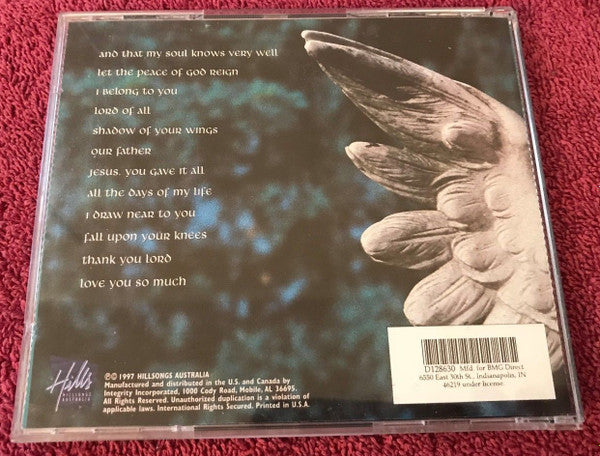 and that my soul knows very well
let the peace of God reign
i belong to you
lord of all
shadow of your wings
our father
jesus, you gave it all
all the days of my life
i draw near to you
fall upon your knees
thank you lord
love you so much
Hills
HILLSONGS
AUSTRALIA
℗© 1997 HILLSONGS AUSTRALIA
Manufactured and distributed in the U.S. and Canada by
Integrity Incorporated, 1000 Cody Road, Mobile, AL 36695.
All Rights Reserved. Unauthorized duplication is a violation of
applicable laws. International Rights Secured. Printed in U.S.A.
D128630 Mfd. for BMG Direct
6550 East 30th St., Indianapolis, IN
46219 under license.